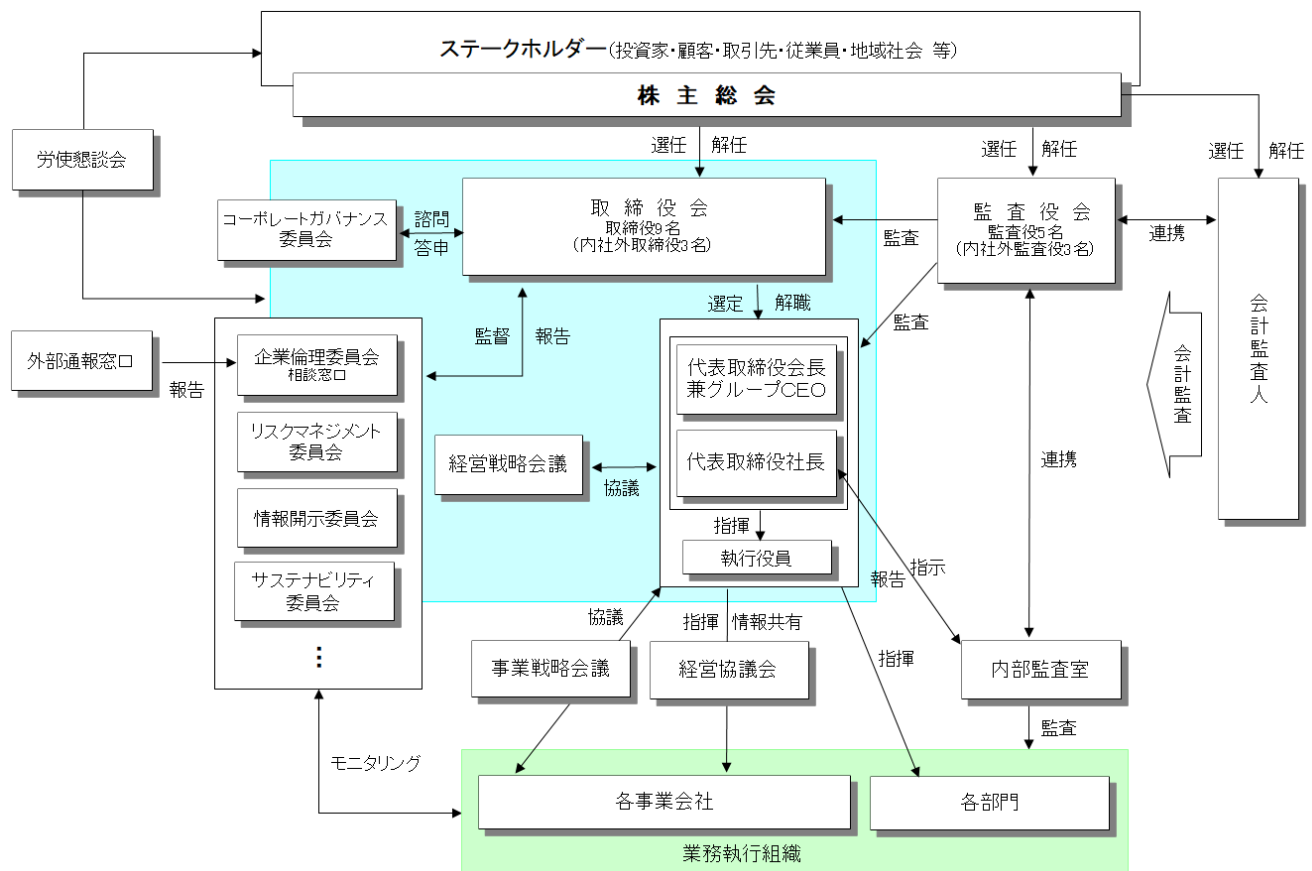 ステークホルダー(投資家・顧客・取引先・従業員・地域社会 等)
株 主 総 会
労使懇談会
選任 解任
選任 解任
選任 解任
コーポレートガバナンス
委員会
諮問
答申
取 締 役 会
取締役9名
(内社外取締役3名)
監査
監 査 役 会
監査役5名
(内社外監査役3名)
連携
会計監査人
会計監査
選定 解職
監査
監督 報告
外部通報窓口
報告
企業倫理委員会
相談窓口
リスクマネジメント
委員会
情報開示委員会
サステナビリティ
委員会
⋮
経営戦略会議
協議
代表取締役会長
兼グループCEO
代表取締役社長
指揮
執行役員
連携
報告 指示
協議
指揮 情報共有
指揮
事業戦略会議
経営協議会
内部監査室
監査
モニタリング
各事業会社
各部門
業務執行組織